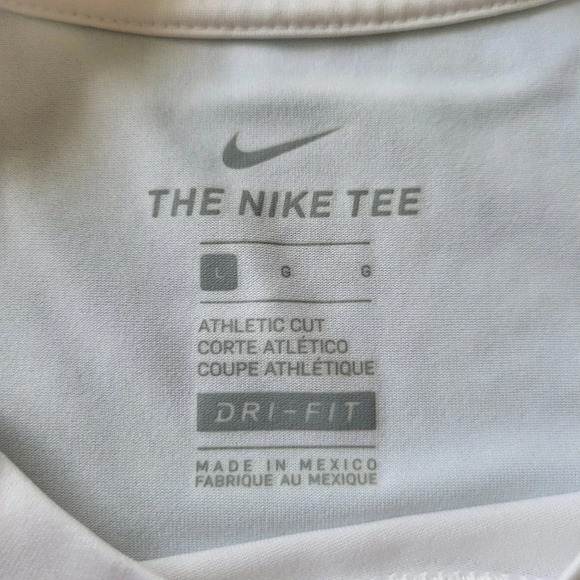 THE NIKE TEE
L G G
ATHLETIC CUT
CORTE ATLÉTICO
COUPE ATHLÉTIQUE
DRI-FIT
MADE IN MEXICO
FABRIQUE AU MEXIQUE